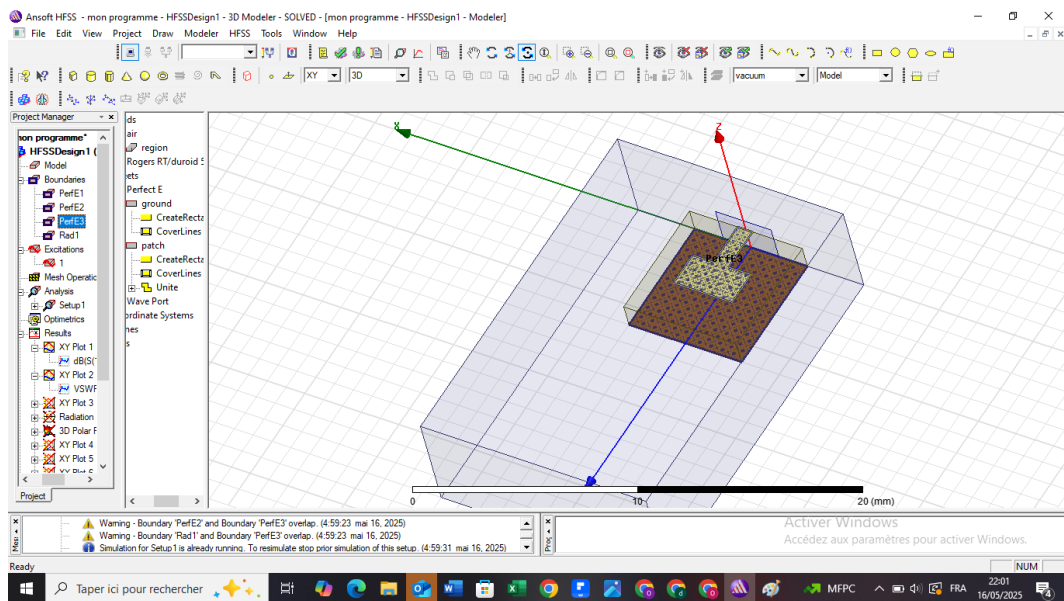 Ansoft HFSS - mon programme - HFSSDesign1 - 3D Modeler - SOLVED - [mon programme - HFSSDesign1 - Modeler]
File Edit View Project Draw Modeler HFSS Tools Window Help
XY 3D vacuum Model
Project Manager
mon programme*
HFSSDesign1 (
Model
Boundaries
PerfE1
PerfE2
PerfE3
Rad1
Excitations
1
Mesh Operatic
Analysis
Setup1
Optimetrics
Results
XY Plot 1
dB(S(
XY Plot 2
VSWF
XY Plot 3
Radiation
3D Polar F
XY Plot 4
XY Plot 5
XY Plot 6
Project
ds
air
region
Rogers RT/duroid 5
ets
Perfect E
ground
CreateRecta
CoverLines
patch
CreateRecta
CoverLines
Unite
Wave Port
ordinate Systems
nes
s
Z
PerfE3
0 10 20 (mm)
Warning - Boundary 'PerfE2' and Boundary 'PerfE3' overlap. (4:59:23 mai 16, 2025)
Warning - Boundary 'Rad1' and Boundary 'PerfE3' overlap. (4:59:23 mai 16, 2025)
Simulation for Setup1 is already running. To resimulate stop prior simulation of this setup. (4:59:31 mai 16, 2025)
Activer Windows
Accédez aux paramètres pour activer Windows.
Ready
NUM
Taper ici pour rechercher
MFPC
FRA
22:01
16/05/2025